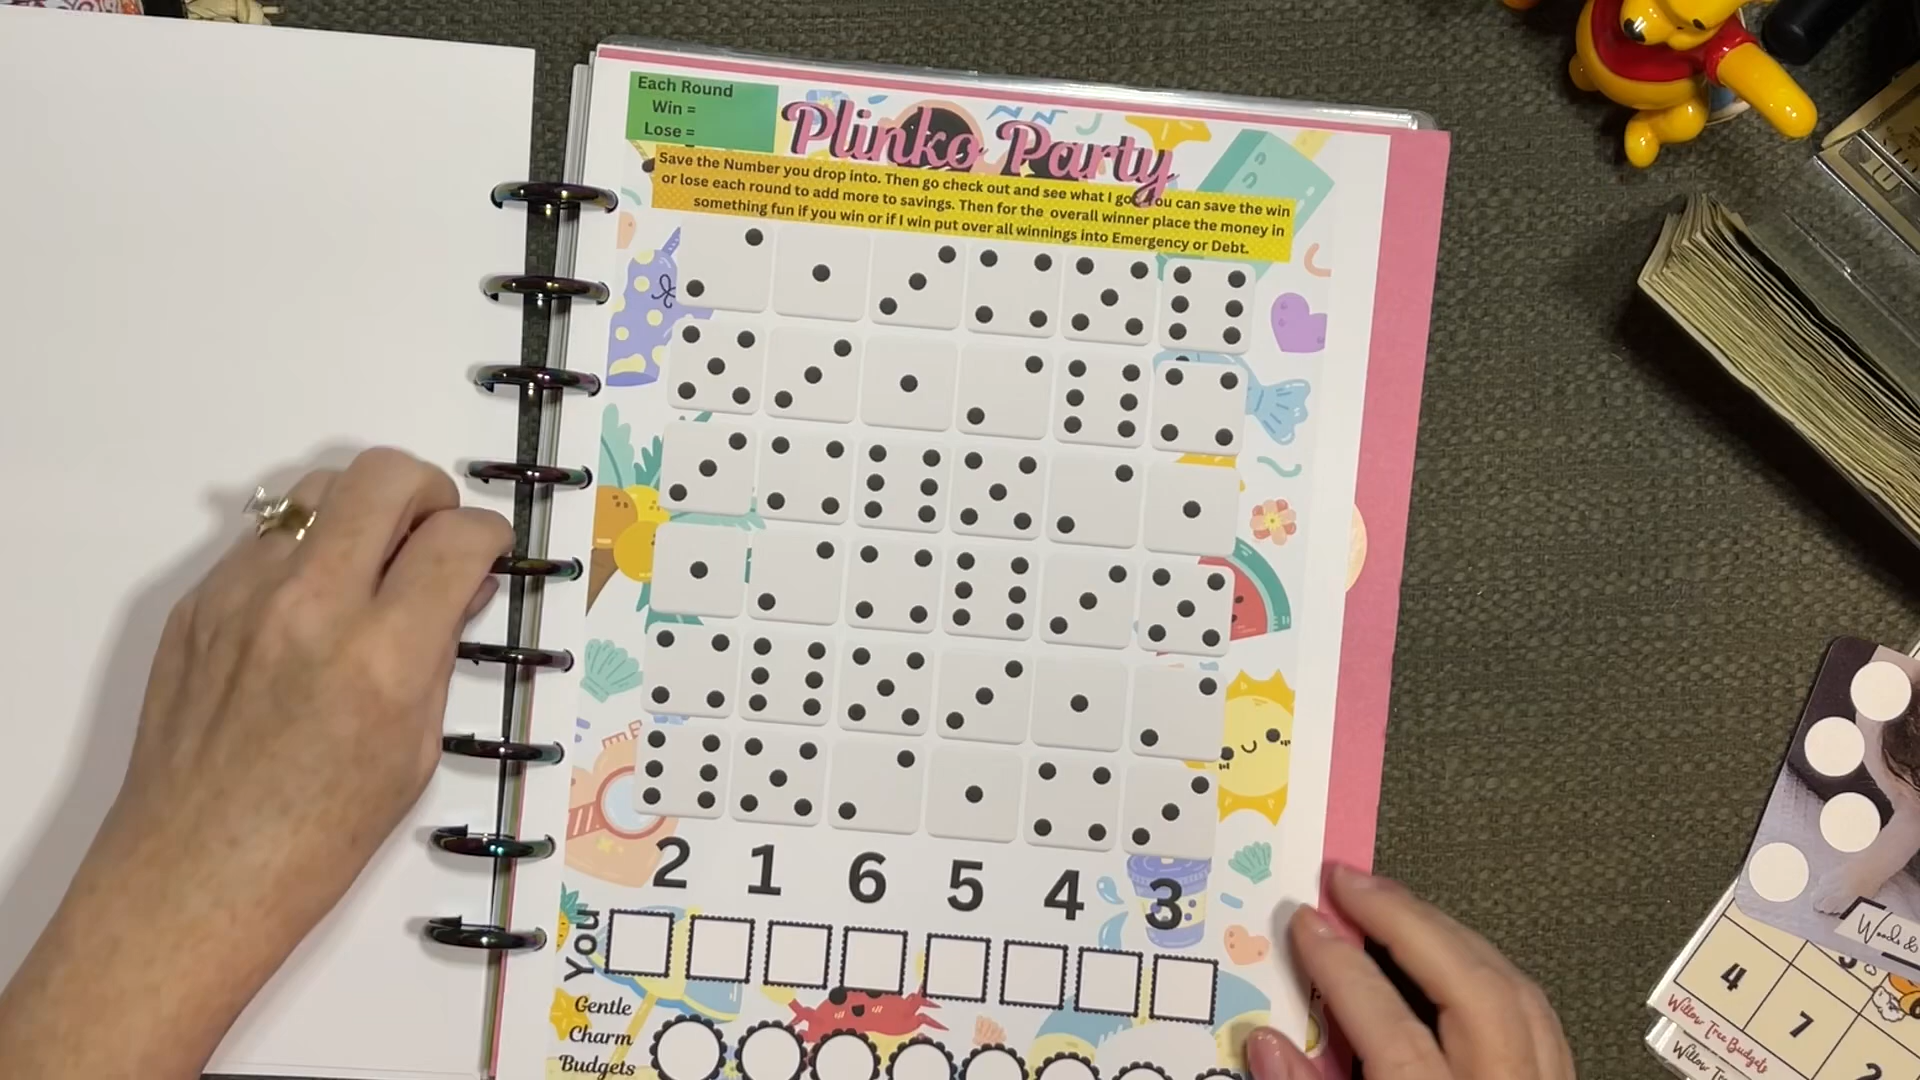 Each Round
Win =
Lose =
Plinko Party
Save the Number you drop into. Then go check out and see what I got. You can save the win
or lose each round to add more to savings. Then for the overall winner place the money in
something fun if you win or if I win put over all winnings into Emergency or Debt.
2 1 6 5 4 3
You
Gentle
Charm
Budgets
Woods &
4
7
2
Willow Tree Budgets
Willow